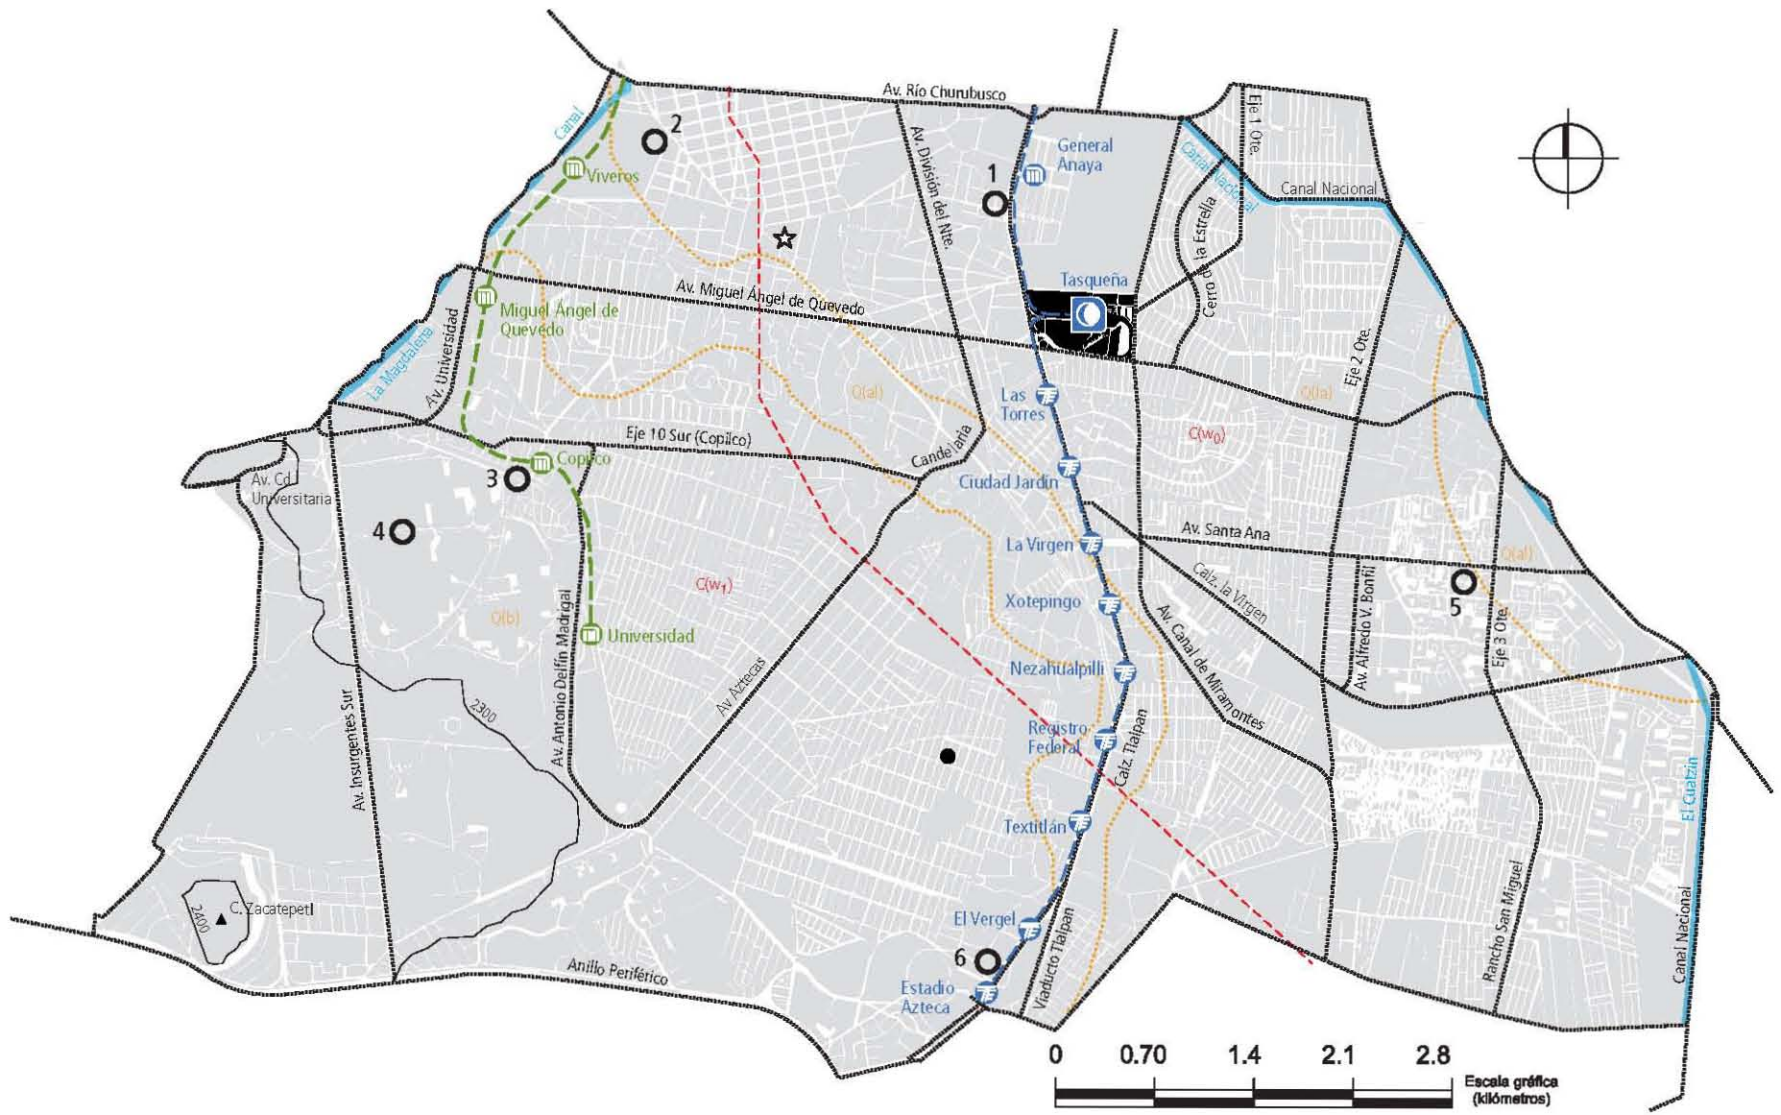 Av. Río Churubusco
Canal
2
Viveros
1
General
Anaya
Eje 1 Ote.
Av. División del Nte.
Canal Nacional
Canal Nacional
Cerro de la Estrella
Tasqueña
Av. Miguel Ángel de Quevedo
Miguel Ángel de
Quevedo
La Magdalena
Av. Universidad
Eje 2 Ote.
Q(al)
Q(la)
Las
Torres
C(w₀)
Eje 10 Sur (Copilco)
Candelaria
Copilco
3
Av. Cd.
Universitaria
Ciudad Jardín
4
Av. Santa Ana
La Virgen
Q(al)
Calz. la Virgen
C(w₁)
Xotepingo
Av. Alfredo V. Bonfil
5
Q(b)
Universidad
Av. Canal de Miramontes
Eje 3 Ote.
Av. Antonio Delfín Madrigal
Av Aztecas
Nezahualpilli
2300
Av. Insurgentes Sur
Registro
Federal
Calz. Tlalpan
El Cuatzin
Textitlán
2400
C. Zacatepetl
El Vergel
Viaducto Tlalpan
Rancho San Miguel
Canal Nacional
6
Anillo Periférico
Estadio
Azteca
0 0.70 1.4 2.1 2.8
Escala gráfica
(kilómetros)